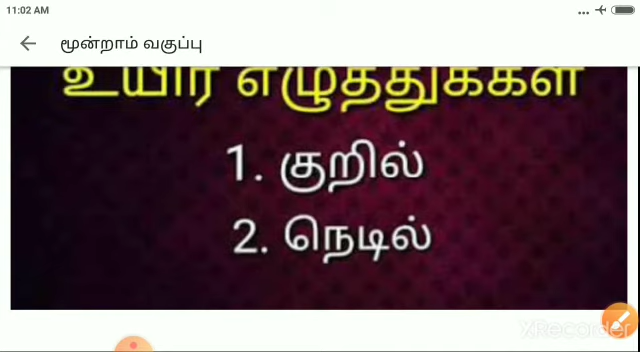 11:02 AM
மூன்றாம் வகுப்பு
உயிர் எழுத்துக்கள்
1. குறில்
2. நெடில்
XRecorder